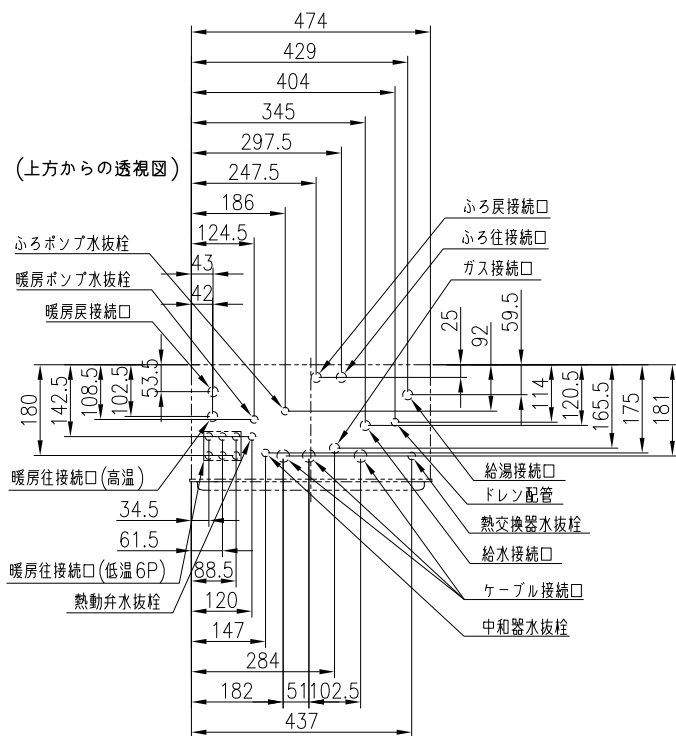 474
429
404
345
297.5
(上方からの透視図)
247.5
186
ふろ戻接続口
124.5
ふろポンプ水抜栓
ふろ往接続口
43
ガス接続口
暖房ポンプ水抜栓
42
暖房戻接続口
25
92
59.5
180
142.5
108.5
102.5
53.5
114
120.5
165.5
175
181
暖房往接続口(高温)
給湯接続口
ドレン配管
34.5
熱交換器水抜栓
61.5
給水接続口
暖房往接続口(低温6P)
88.5
ケーブル接続口
熱動弁水抜栓
120
147
中和器水抜栓
284
182
51
102.5
437